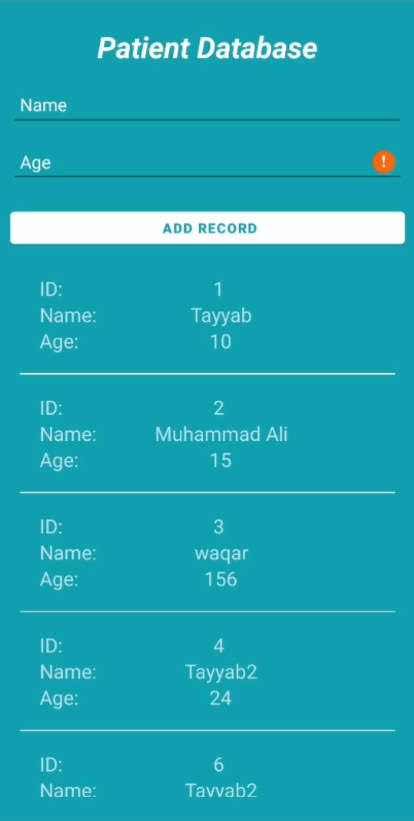 Patient Database
Name
Age !
ADD RECORD
ID: 1
Name: Tayyab
Age: 10
ID: 2
Name: Muhammad Ali
Age: 15
ID: 3
Name: waqar
Age: 156
ID: 4
Name: Tayyab2
Age: 24
ID: 6
Name: Tayyab2